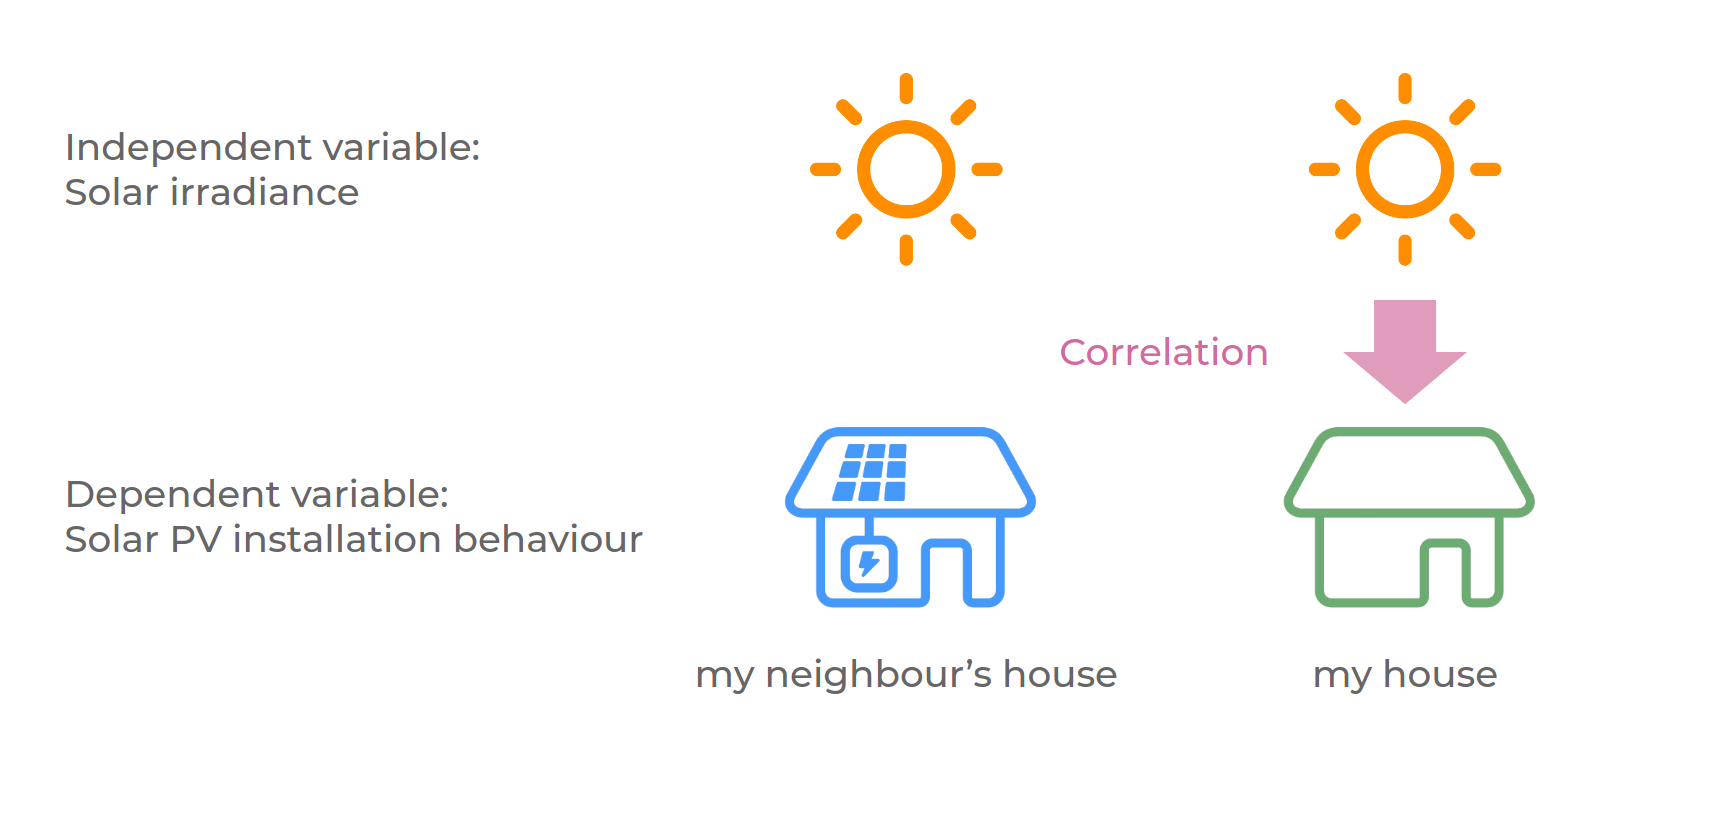 Independent variable:
Solar irradiance
Correlation
Dependent variable:
Solar PV installation behaviour
my neighbour’s house
my house